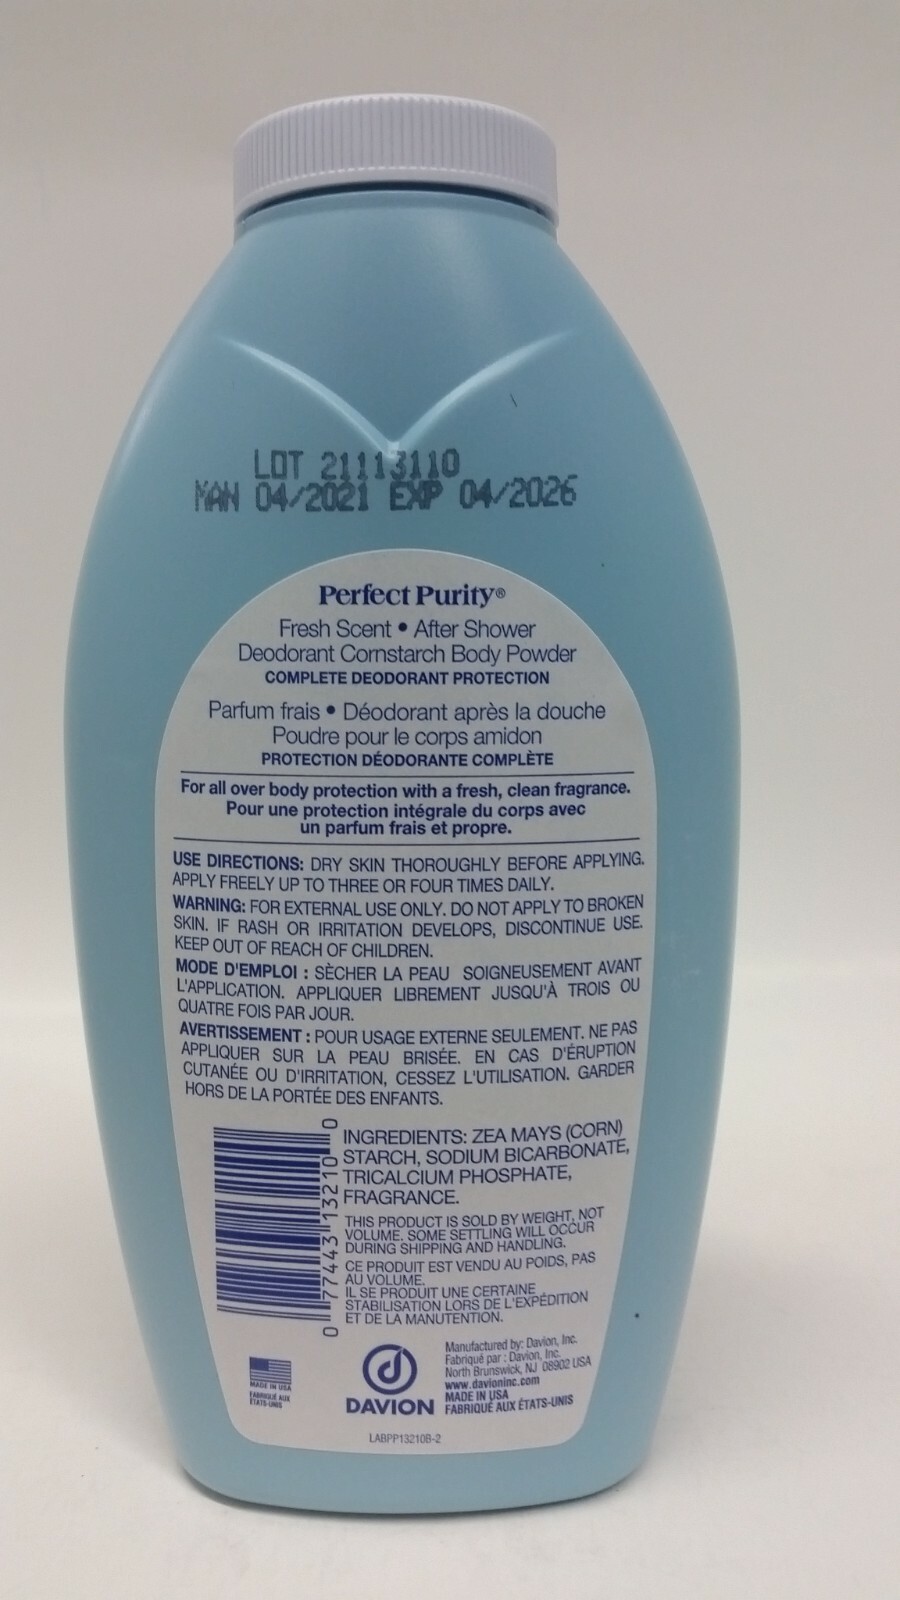 LOT 21113110
MAN 04/2021 EXP 04/2026
Perfect Purity®
Fresh Scent • After Shower
Deodorant Cornstarch Body Powder
COMPLETE DEODORANT PROTECTION
Parfum frais • Déodorant après la douche
Poudre pour le corps amidon
PROTECTION DÉODORANTE COMPLÈTE
For all over body protection with a fresh, clean fragrance.
Pour une protection intégrale du corps avec
un parfum frais et propre.
USE DIRECTIONS: DRY SKIN THOROUGHLY BEFORE APPLYING.
APPLY FREELY UP TO THREE OR FOUR TIMES DAILY.
WARNING: FOR EXTERNAL USE ONLY. DO NOT APPLY TO BROKEN
SKIN. IF RASH OR IRRITATION DEVELOPS, DISCONTINUE USE.
KEEP OUT OF REACH OF CHILDREN.
MODE D'EMPLOI : SÈCHER LA PEAU SOIGNEUSEMENT AVANT
L'APPLICATION. APPLIQUER LIBREMENT JUSQU'À TROIS OU
QUATRE FOIS PAR JOUR.
AVERTISSEMENT : POUR USAGE EXTERNE SEULEMENT. NE PAS
APPLIQUER SUR LA PEAU BRISÉE. EN CAS D'ÉRUPTION
CUTANÉE OU D'IRRITATION, CESSEZ L'UTILISATION. GARDER
HORS DE LA PORTÉE DES ENFANTS.
0 77443 13210 0
INGREDIENTS: ZEA MAYS (CORN)
STARCH, SODIUM BICARBONATE,
TRICALCIUM PHOSPHATE,
FRAGRANCE.
THIS PRODUCT IS SOLD BY WEIGHT, NOT
VOLUME. SOME SETTLING WILL OCCUR
DURING SHIPPING AND HANDLING.
CE PRODUIT EST VENDU AU POIDS, PAS
AU VOLUME.
IL SE PRODUIT UNE CERTAINE
STABILISATION LORS DE L'EXPÉDITION
ET DE LA MANUTENTION.
MADE IN USA
FABRIQUÉ AUX
ÉTATS-UNIS
DAVION
Manufactured by: Davion, Inc.
Fabriqué par : Davion, Inc.
North Brunswick, NJ 08902 USA
www.davioninc.com
MADE IN USA
FABRIQUÉ AUX ÉTATS-UNIS
LABPP13210B-2